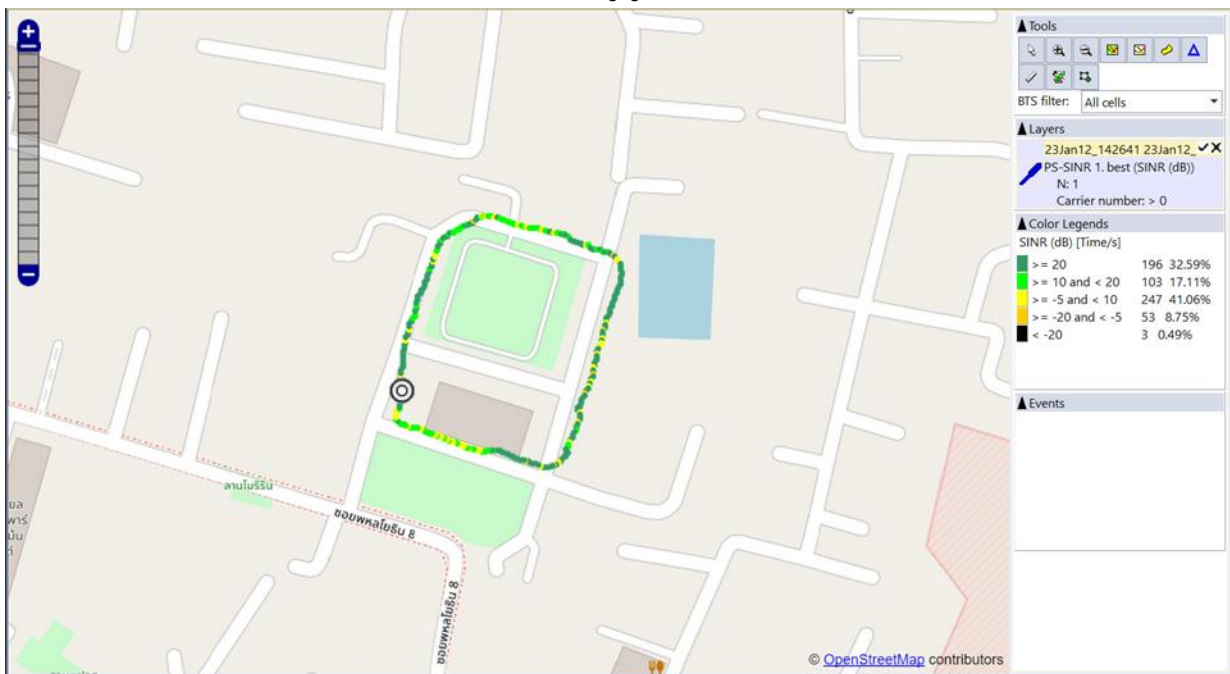 Tools
BTS filter: All cells
Layers
23Jan12_142641 23Jan12_
PS-SINR 1. best (SINR (dB))
N: 1
Carrier number: > 0
Color Legends
SINR (dB) [Time/s]
>= 20 196 32.59%
>= 10 and < 20 103 17.11%
>= -5 and < 10 247 41.06%
>= -20 and < -5 53 8.75%
< -20 3 0.49%
Events
ลานโมรีริน
ซอยพหลโยธิน 8
ซอยพหลโยธิน 8
© OpenStreetMap contributors